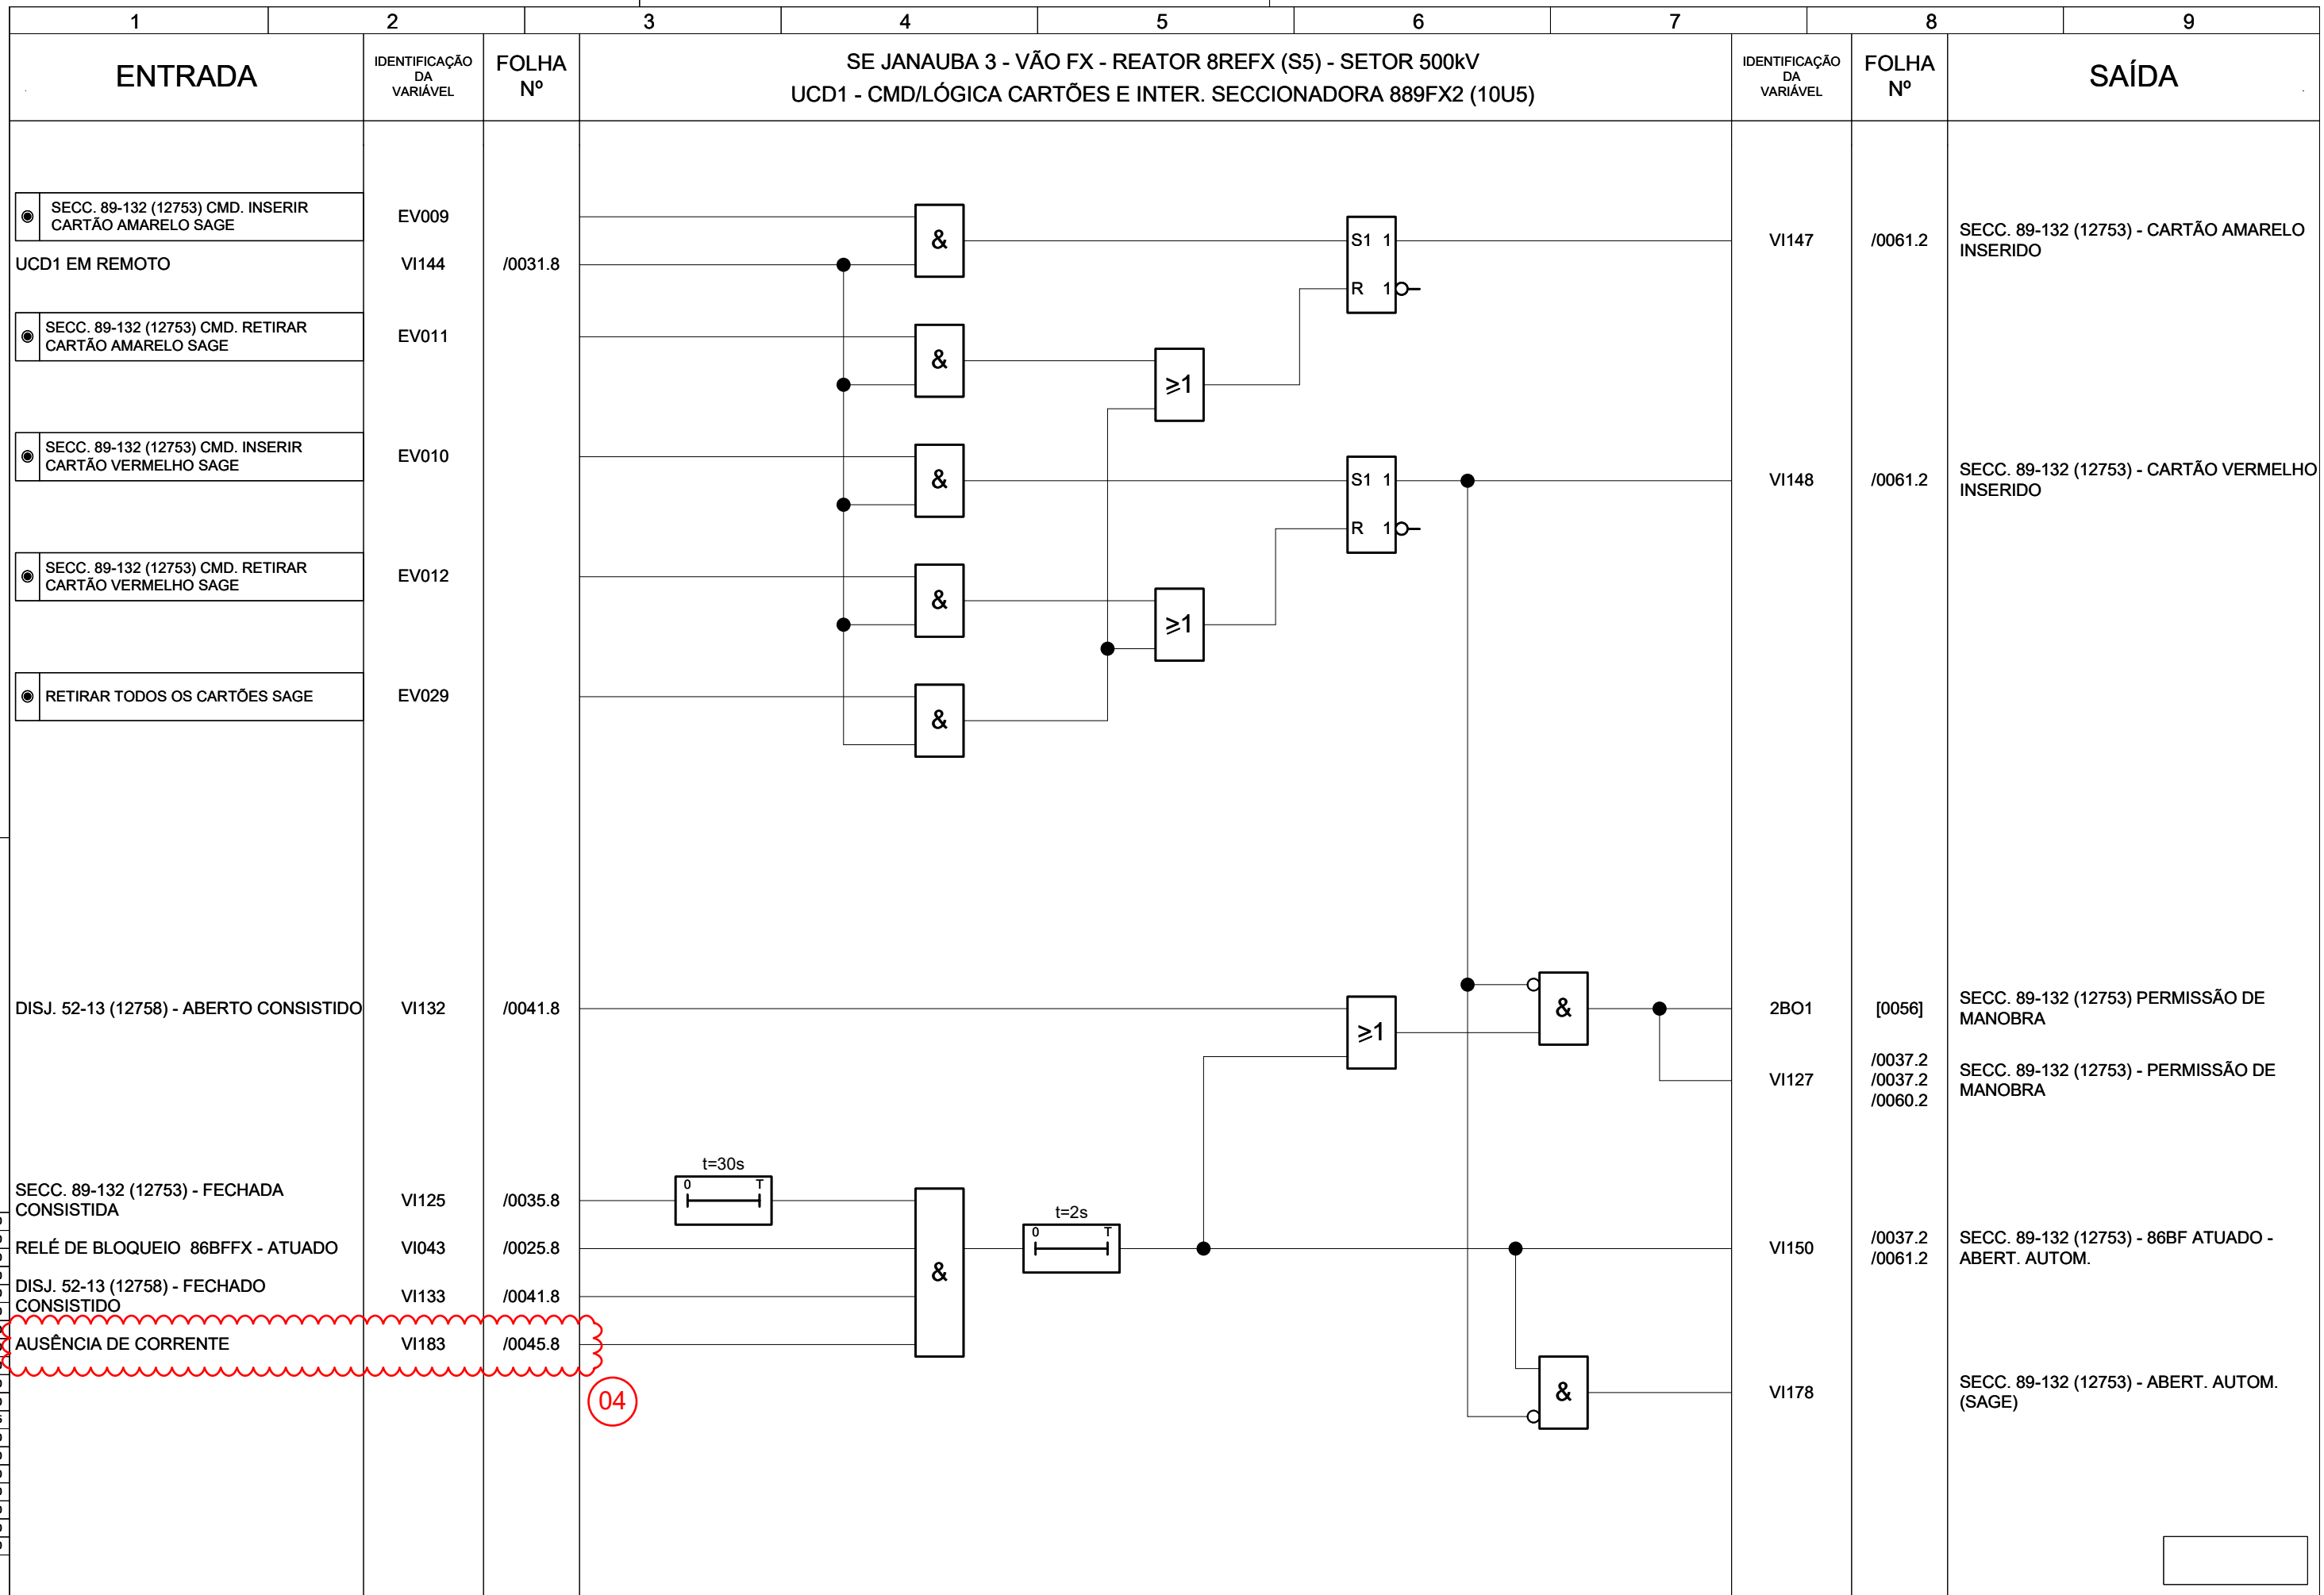 1 2 3 4 5 6 7 8 9
ENTRADA
IDENTIFICAÇÃO
DA
VARIÁVEL
FOLHA
Nº
SE JANAUBA 3 - VÃO FX - REATOR 8REFX (S5) - SETOR 500kV
UCD1 - CMD/LÓGICA CARTÕES E INTER. SECCIONADORA 889FX2 (10U5)
IDENTIFICAÇÃO
DA
VARIÁVEL
FOLHA
Nº
SAÍDA
SECC. 89-132 (12753) CMD. INSERIR
CARTÃO AMARELO SAGE
EV009
&
S1 1
R 1
VI147
/0061.2
SECC. 89-132 (12753) - CARTÃO AMARELO
INSERIDO
UCD1 EM REMOTO
VI144
/0031.8
SECC. 89-132 (12753) CMD. RETIRAR
CARTÃO AMARELO SAGE
EV011
&
≥1
SECC. 89-132 (12753) CMD. INSERIR
CARTÃO VERMELHO SAGE
EV010
&
S1 1
R 1
VI148
/0061.2
SECC. 89-132 (12753) - CARTÃO VERMELHO
INSERIDO
SECC. 89-132 (12753) CMD. RETIRAR
CARTÃO VERMELHO SAGE
EV012
&
≥1
RETIRAR TODOS OS CARTÕES SAGE
EV029
&
DISJ. 52-13 (12758) - ABERTO CONSISTIDO
VI132
/0041.8
≥1
&
2BO1
[0056]
SECC. 89-132 (12753) PERMISSÃO DE
MANOBRA
VI127
/0037.2
/0037.2
/0060.2
SECC. 89-132 (12753) - PERMISSÃO DE
MANOBRA
SECC. 89-132 (12753) - FECHADA
CONSISTIDA
VI125
/0035.8
t=30s
0 T
RELÉ DE BLOQUEIO 86BFFX - ATUADO
VI043
/0025.8
&
t=2s
0 T
VI150
/0037.2
/0061.2
SECC. 89-132 (12753) - 86BF ATUADO -
ABERT. AUTOM.
DISJ. 52-13 (12758) - FECHADO
CONSISTIDO
VI133
/0041.8
AUSÊNCIA DE CORRENTE
VI183
/0045.8
04
&
VI178
SECC. 89-132 (12753) - ABERT. AUTOM.
(SAGE)